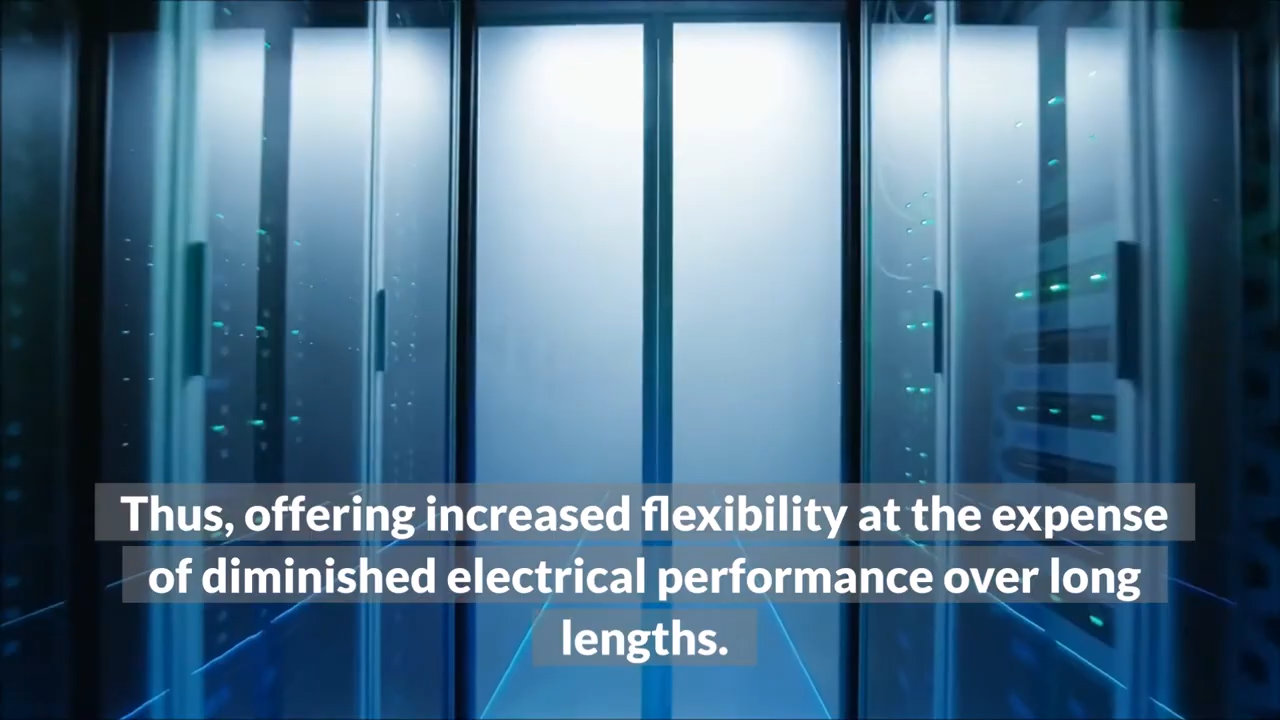 Thus, offering increased flexibility at the expense
of diminished electrical performance over long
lengths.